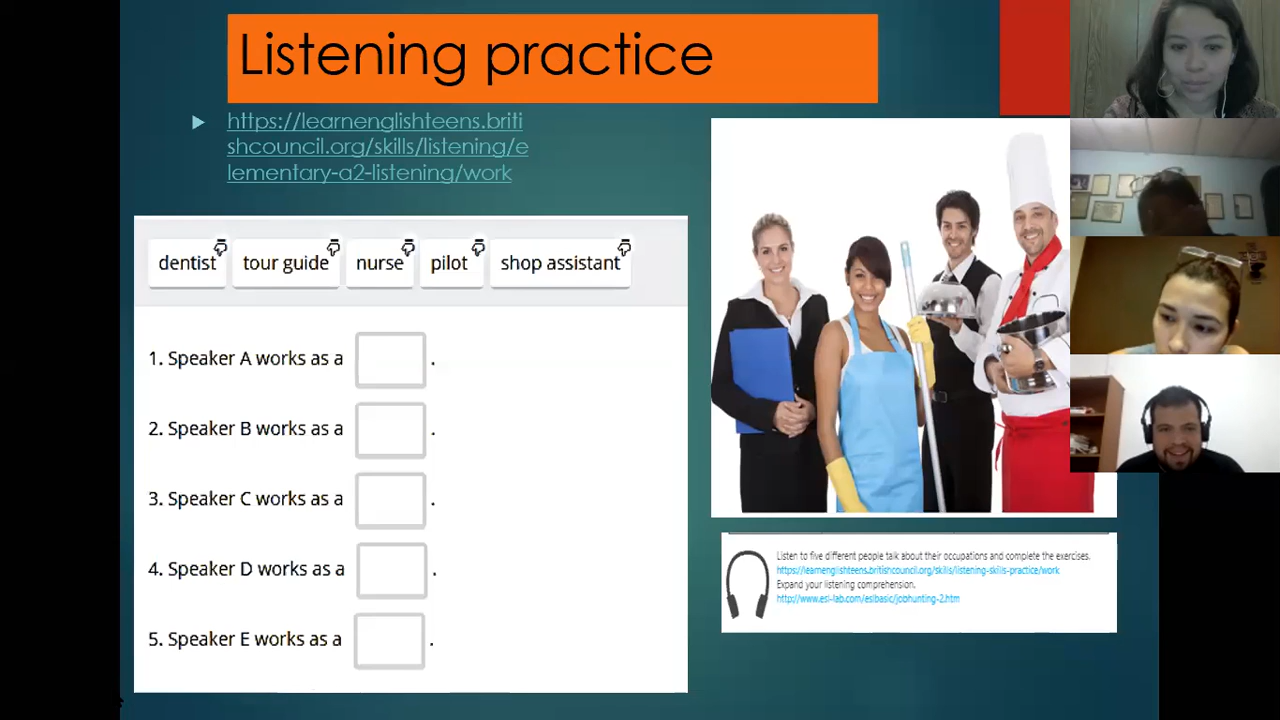 Listening practice
https://learnenglishteens.briti
shcouncil.org/skills/listening/e
lementary-a2-listening/work
dentist tour guide nurse pilot shop assistant
1. Speaker A works as a .
2. Speaker B works as a .
3. Speaker C works as a .
4. Speaker D works as a .
5. Speaker E works as a .
Listen to five different people talk about their occupations and complete the exercises.
https://learnenglishteens.britishcouncil.org/skills/listening-skills-practice/work
Expand your listening comprehension.
http://www.esl-lab.com/eslbasic/jobhunting-2.htm